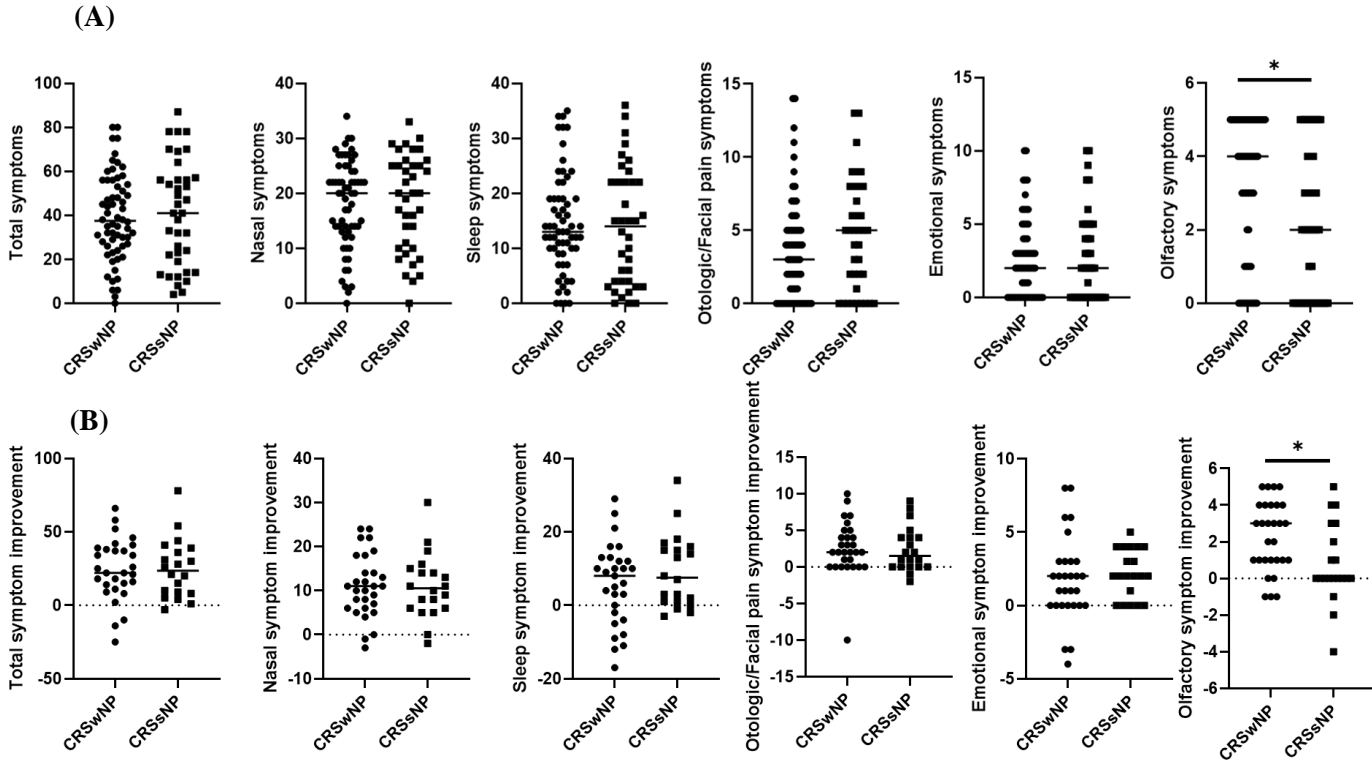 (A)
Total symptoms
100
80
60
40
20
0
CRSwNP
CRSsNP
Nasal symptoms
40
30
20
10
0
CRSwNP
CRSsNP
Sleep symptoms
40
30
20
10
0
CRSwNP
CRSsNP
Otologic/Facial pain symptoms
15
10
5
0
CRSwNP
CRSsNP
Emotional symptoms
15
10
5
0
CRSwNP
CRSsNP
Olfactory symptoms
6
4
2
0
*
CRSwNP
CRSsNP
(B)
Total symptom improvement
100
50
0
-50
CRSwNP
CRSsNP
Nasal symptom improvement
40
30
20
10
0
-10
CRSwNP
CRSsNP
Sleep symptom improvement
40
20
0
-20
CRSwNP
CRSsNP
Otologic/Facial pain symptom improvement
15
10
5
0
-5
-10
-15
CRSwNP
CRSsNP
Emotional symptom improvement
10
5
0
-5
CRSwNP
CRSsNP
Olfactory symptom improvement
6
5
4
3
2
1
0
-2
-4
-6
*
CRSwNP
CRSsNP